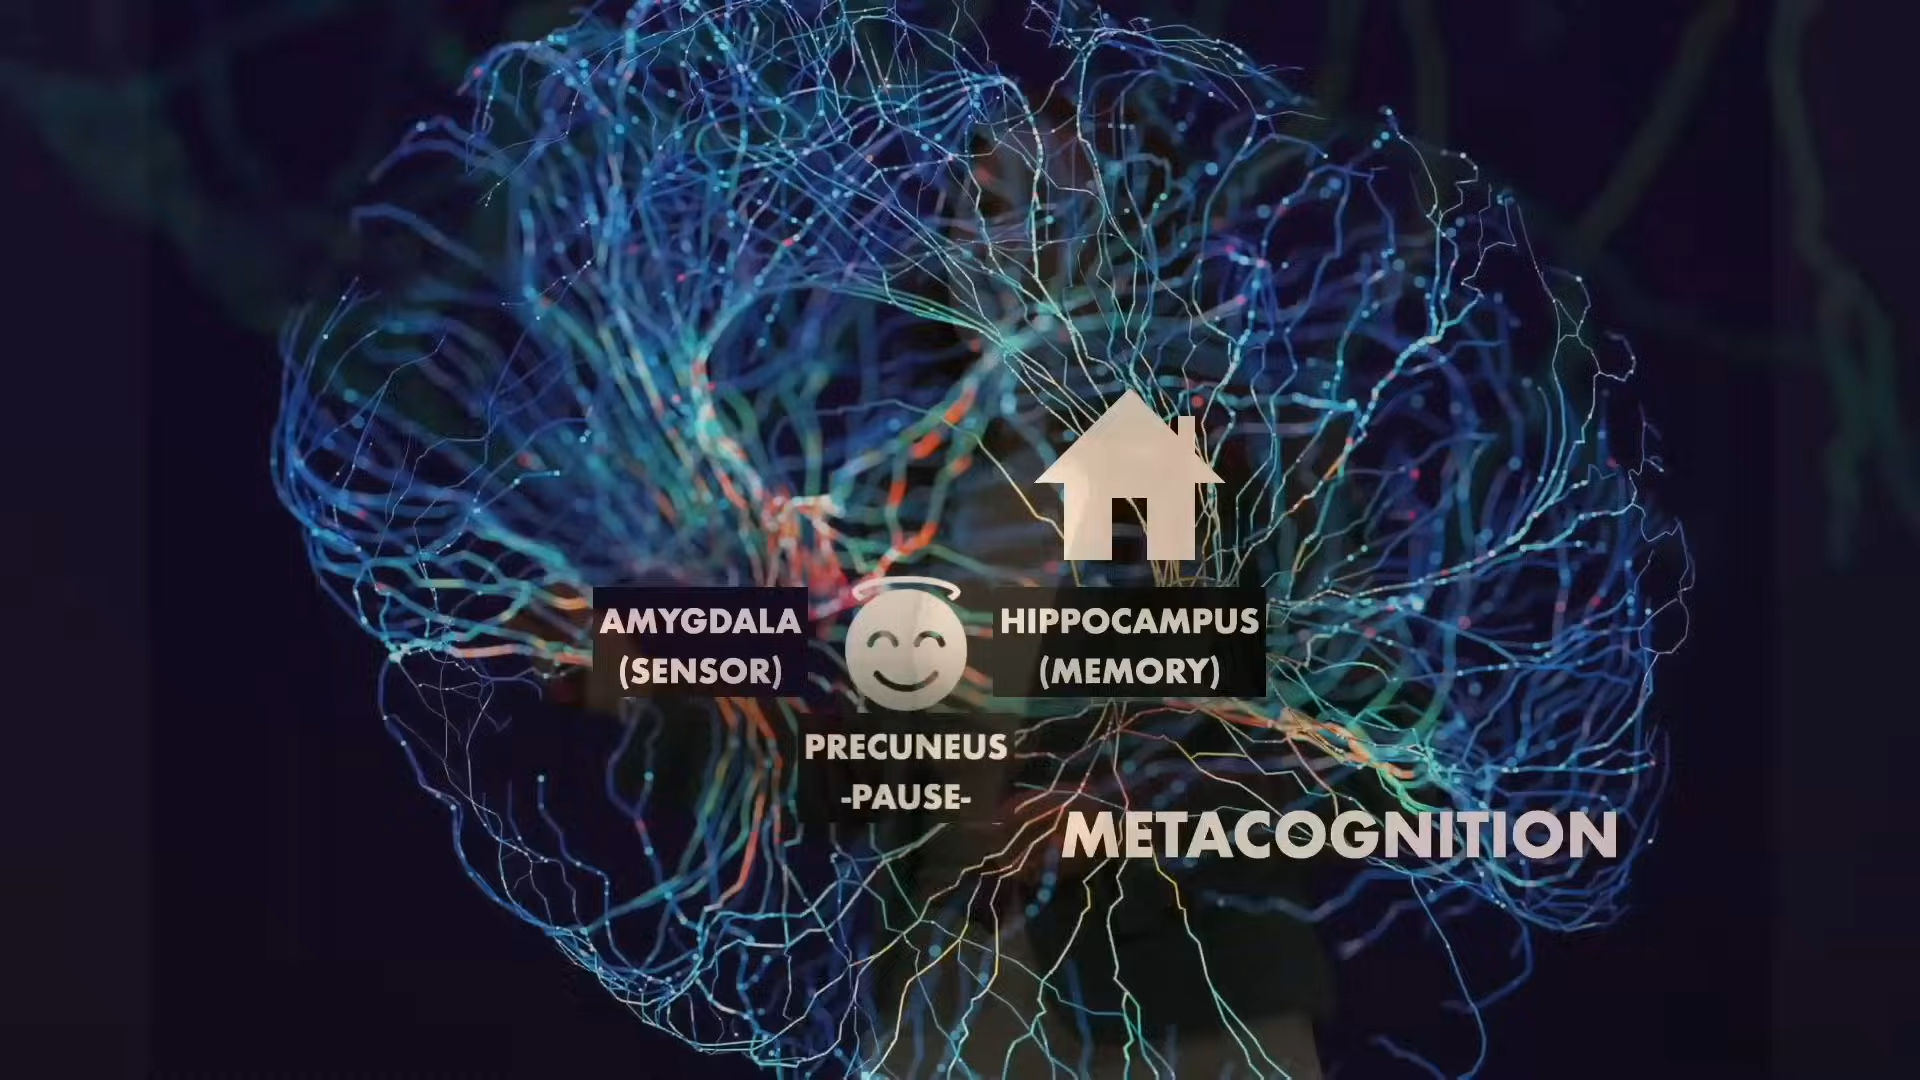 AMYGDALA
(SENSOR)
HIPPOCAMPUS
(MEMORY)
PRECUNEUS
-PAUSE-
METACOGNITION